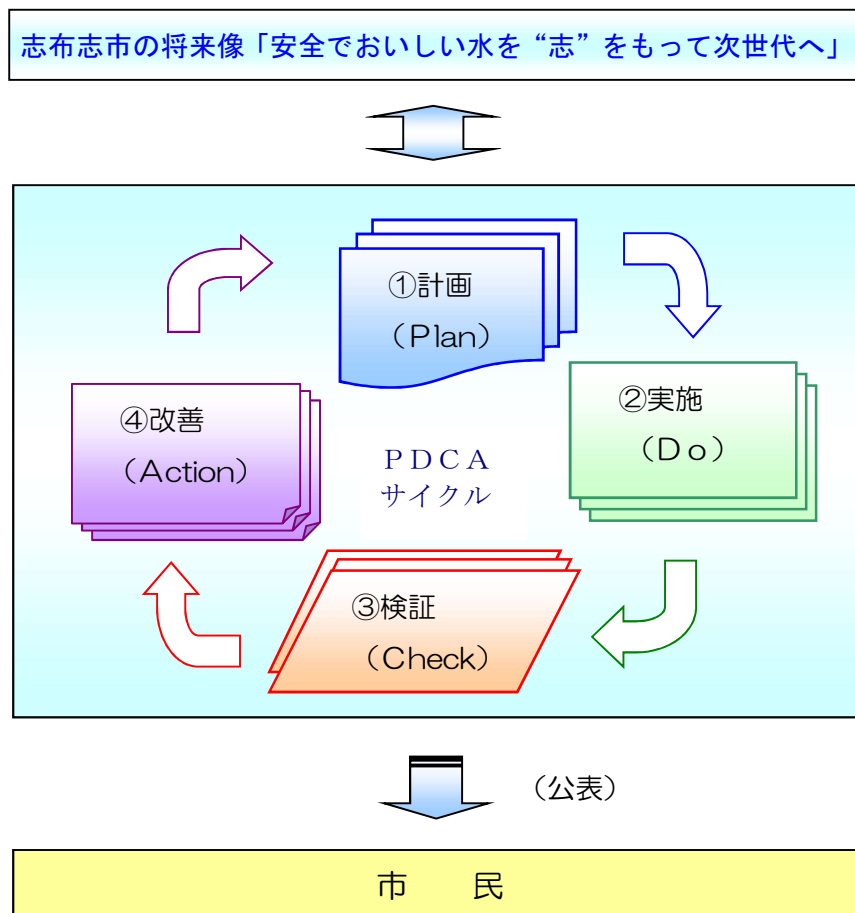 志布志市の将来像「安全でおいしい水を“志”をもって次世代へ」
①計画
（Plan）
②実施
（Ｄｏ）
④改善
（Action）
ＰＤＣＡ
サイクル
③検証
（Check）
（公表）
市　　民